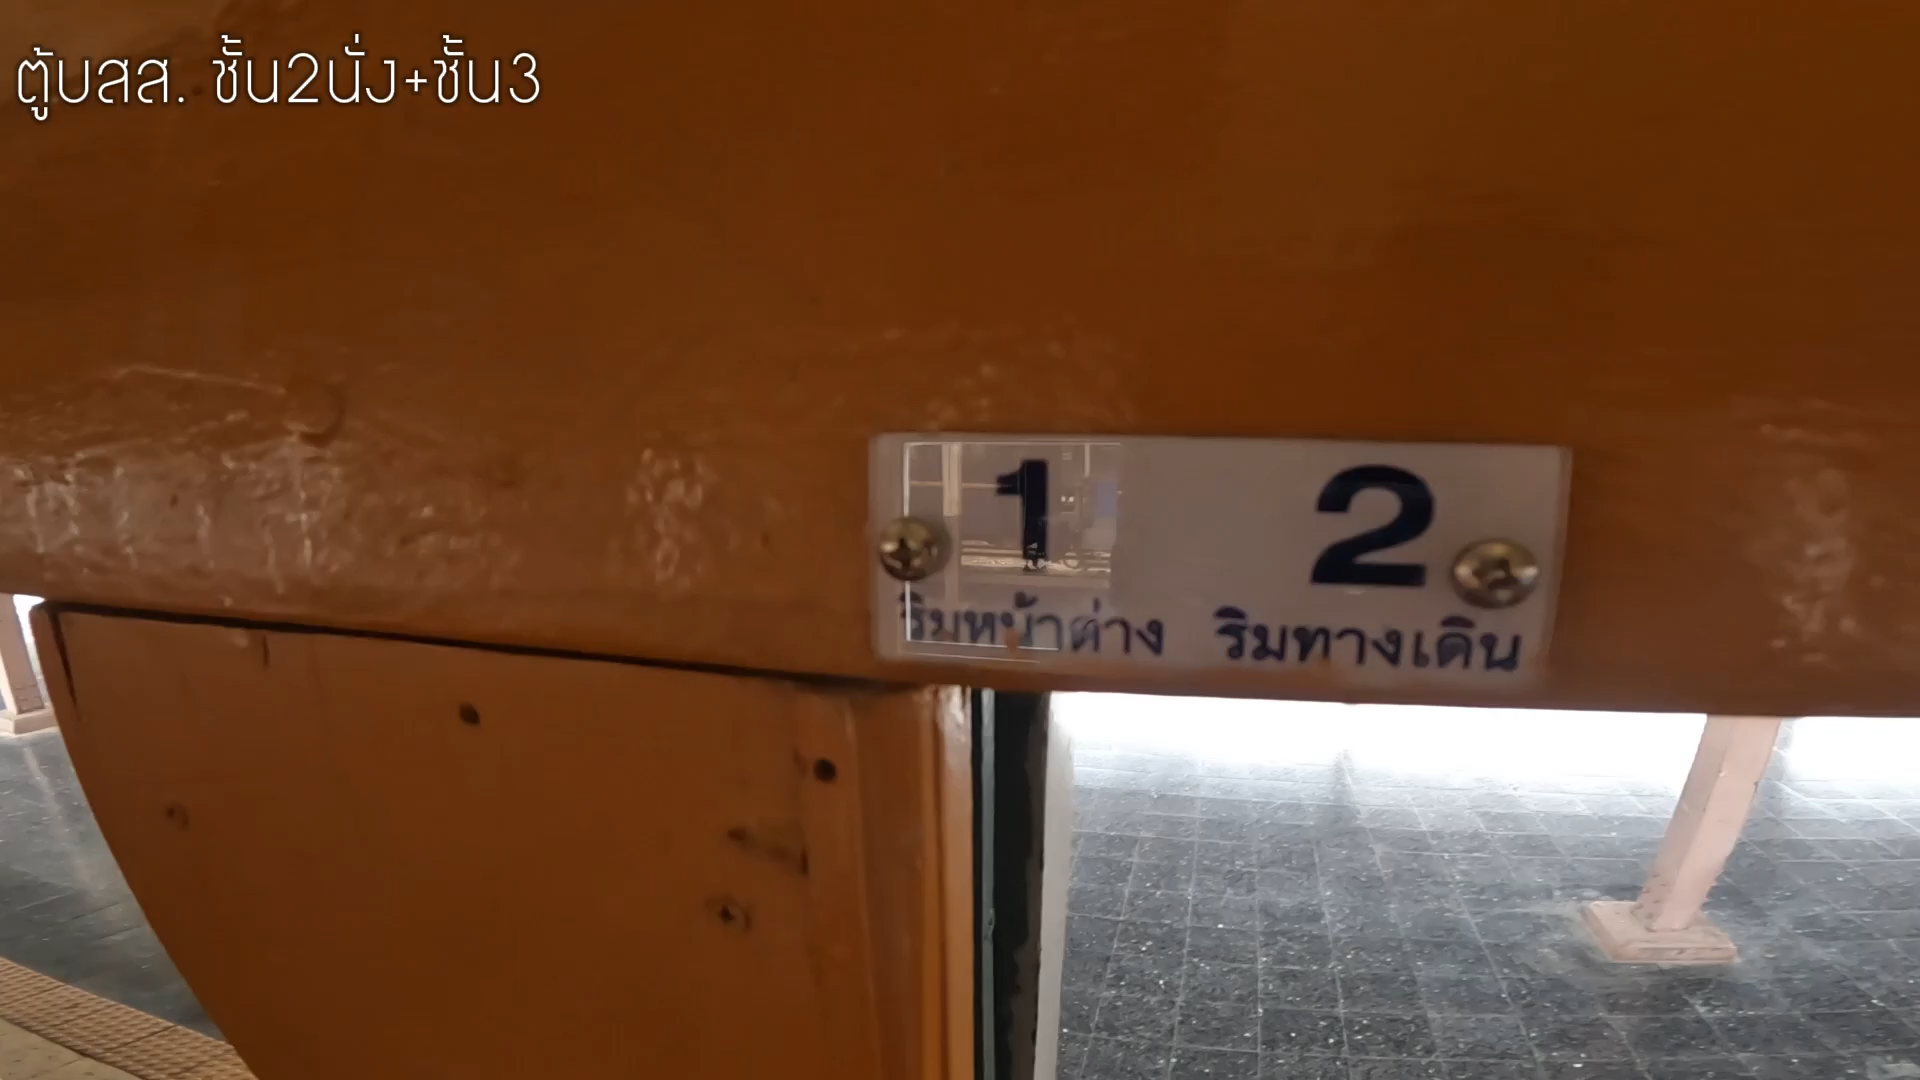 ตู้บสส. ชั้น2นั่ง+ชั้น3
1 2
ริมหน้าต่าง ริมทางเดิน